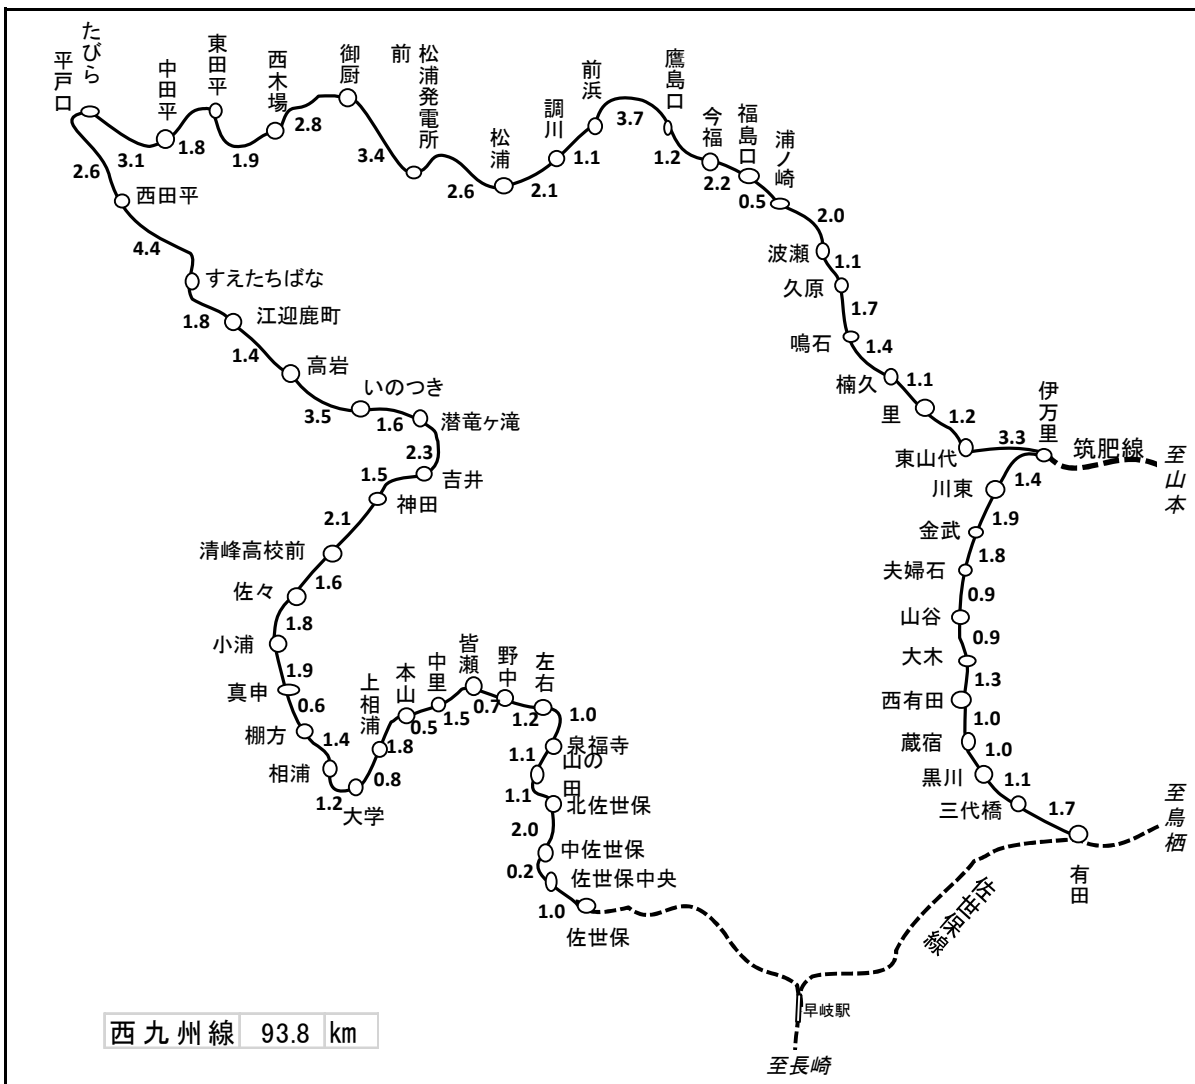 たびら
平戸口
3.1
中田平
1.8
東田平
1.9
西木場
2.8
御厨
3.4
松浦発電所
前
2.6
松浦
2.1
調川
1.1
前浜
3.7
鷹島口
1.2
今福
2.2
福島口
0.5
浦ノ崎
2.0
波瀬
1.1
久原
1.7
鳴石
1.4
楠久
1.1
里
1.2
東山代
3.3
伊万里
筑肥線
至山本
1.4
川東
1.9
金武
1.8
夫婦石
0.9
山谷
0.9
大木
1.3
西有田
1.0
蔵宿
1.0
黒川
1.1
三代橋
1.7
有田
至鳥栖
佐世保線
早岐駅
至長崎
2.6
西田平
4.4
すえたちばな
1.8
江迎鹿町
1.4
高岩
3.5
いのつき
1.6
潜竜ヶ滝
2.3
吉井
1.5
神田
2.1
清峰高校前
1.6
佐々
1.8
小浦
1.9
真申
0.6
棚方
1.4
相浦
1.2
大学
0.8
上相浦
1.8
本山
0.5
中里
1.5
皆瀬
0.7
野中
1.2
左右
1.0
泉福寺
1.1
山の
田
1.1
北佐世保
2.0
中佐世保
0.2
佐世保中央
1.0
佐世保
西九州線 93.8 km